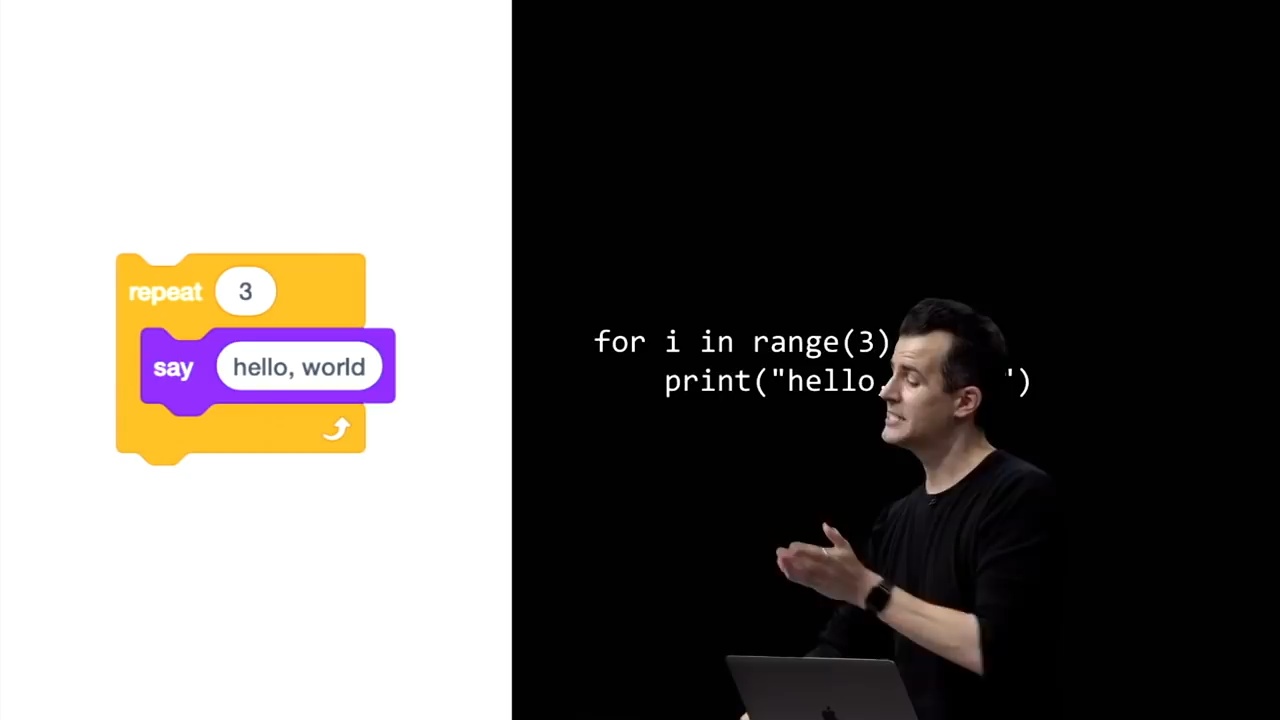 repeat 3
say hello, world
for i in range(3)
print("hello, ')